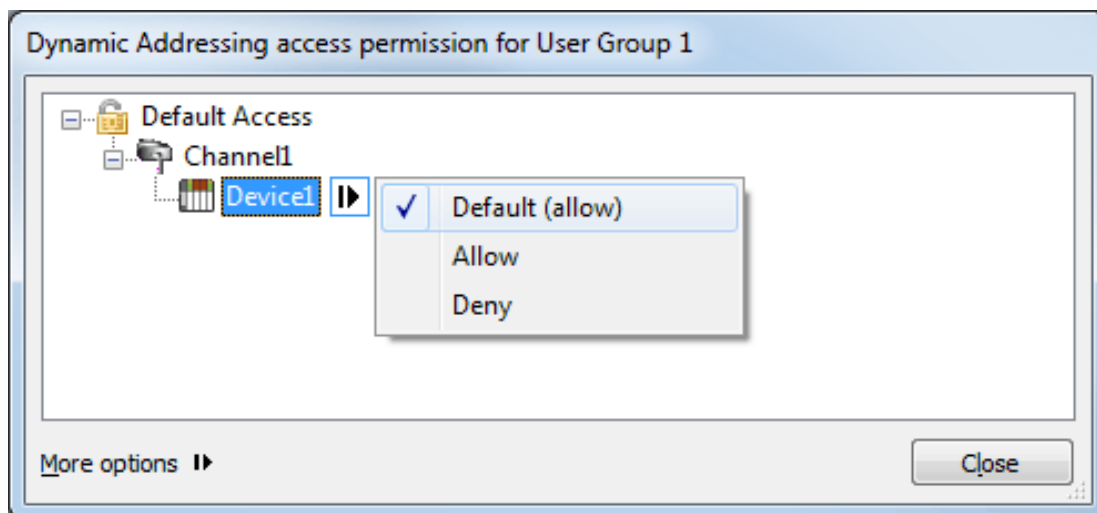 Dynamic Addressing access permission for User Group 1
Default Access
Channel1
Device1
Default (allow)
Allow
Deny
More options
Close